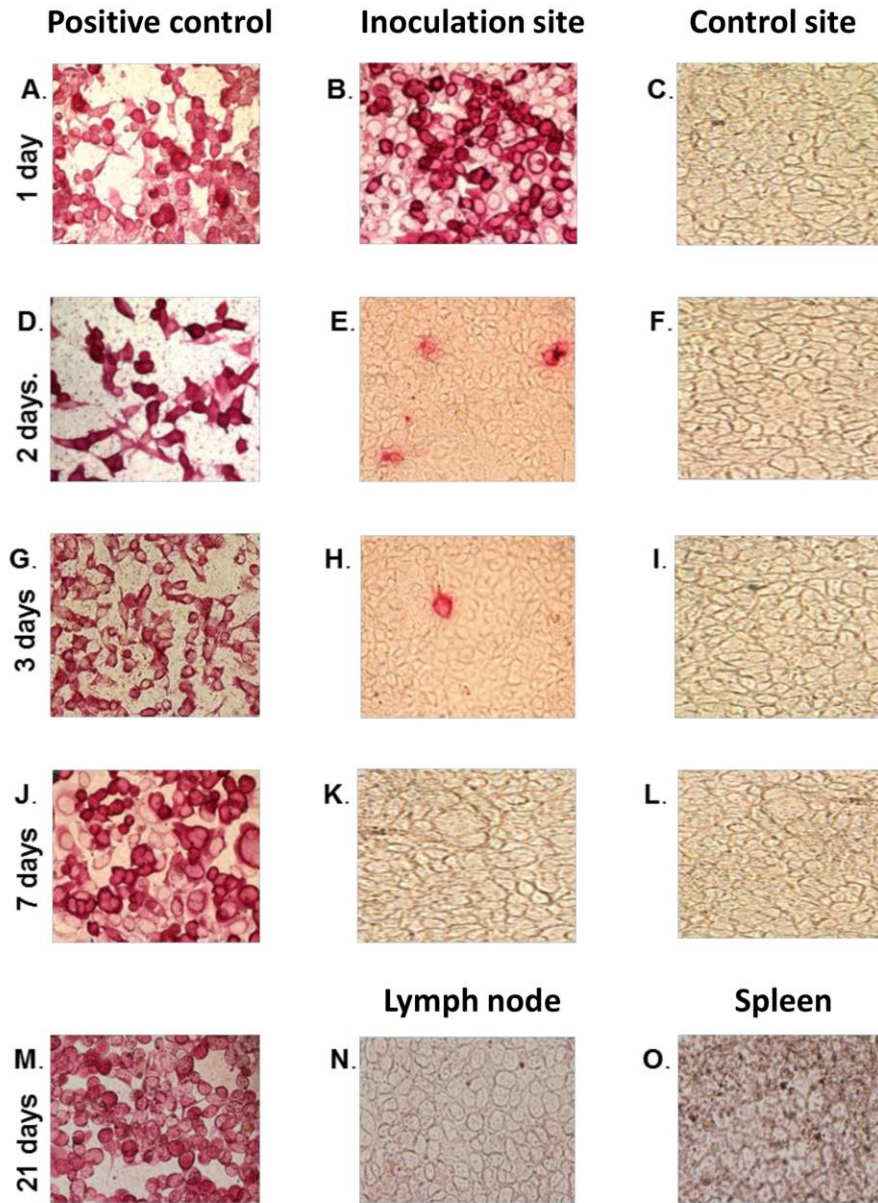 Positive control Inoculation site Control site
A. B. C.
1 day
D. E. F.
2 days.
G. H. I.
3 days
J. K. L.
7 days
Lymph node Spleen
M. N. O.
21 days